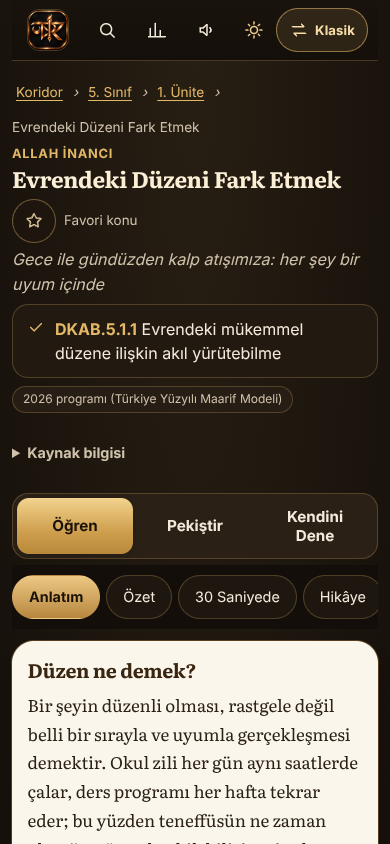 Klasik
Koridor › 5. Sınıf › 1. Ünite ›
Evrendeki Düzeni Fark Etmek
ALLAH İNANCI
Evrendeki Düzeni Fark Etmek
Favori konu
Gece ile gündüzden kalp atışımıza: her şey bir
uyum içinde
DKAB.5.1.1 Evrendeki mükemmel
düzene ilişkin akıl yürütebilme
2026 programı (Türkiye Yüzyılı Maarif Modeli)
Kaynak bilgisi
Öğren
Pekiştir
Kendini
Dene
Anlatım
Özet
30 Saniyede
Hikâye
Düzen ne demek?
Bir şeyin düzenli olması, rastgele değil
belli bir sırayla ve uyumla gerçekleşmesi
demektir. Okul zili her gün aynı saatlerde
çalar, ders programı her hafta tekrar
eder; bu yüzden teneffüsün ne zaman